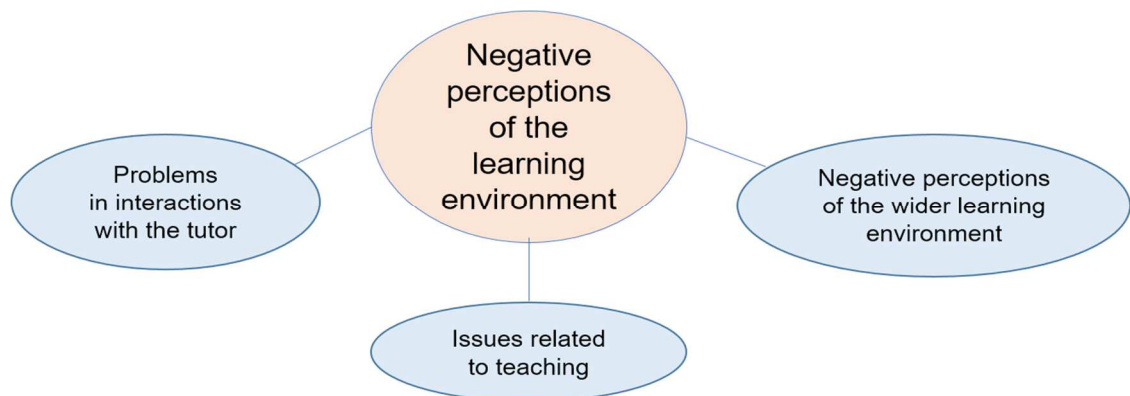 Negative
perceptions
of the
learning
environment
Problems
in interactions
with the tutor
Negative perceptions
of the wider learning
environment
Issues related
to teaching